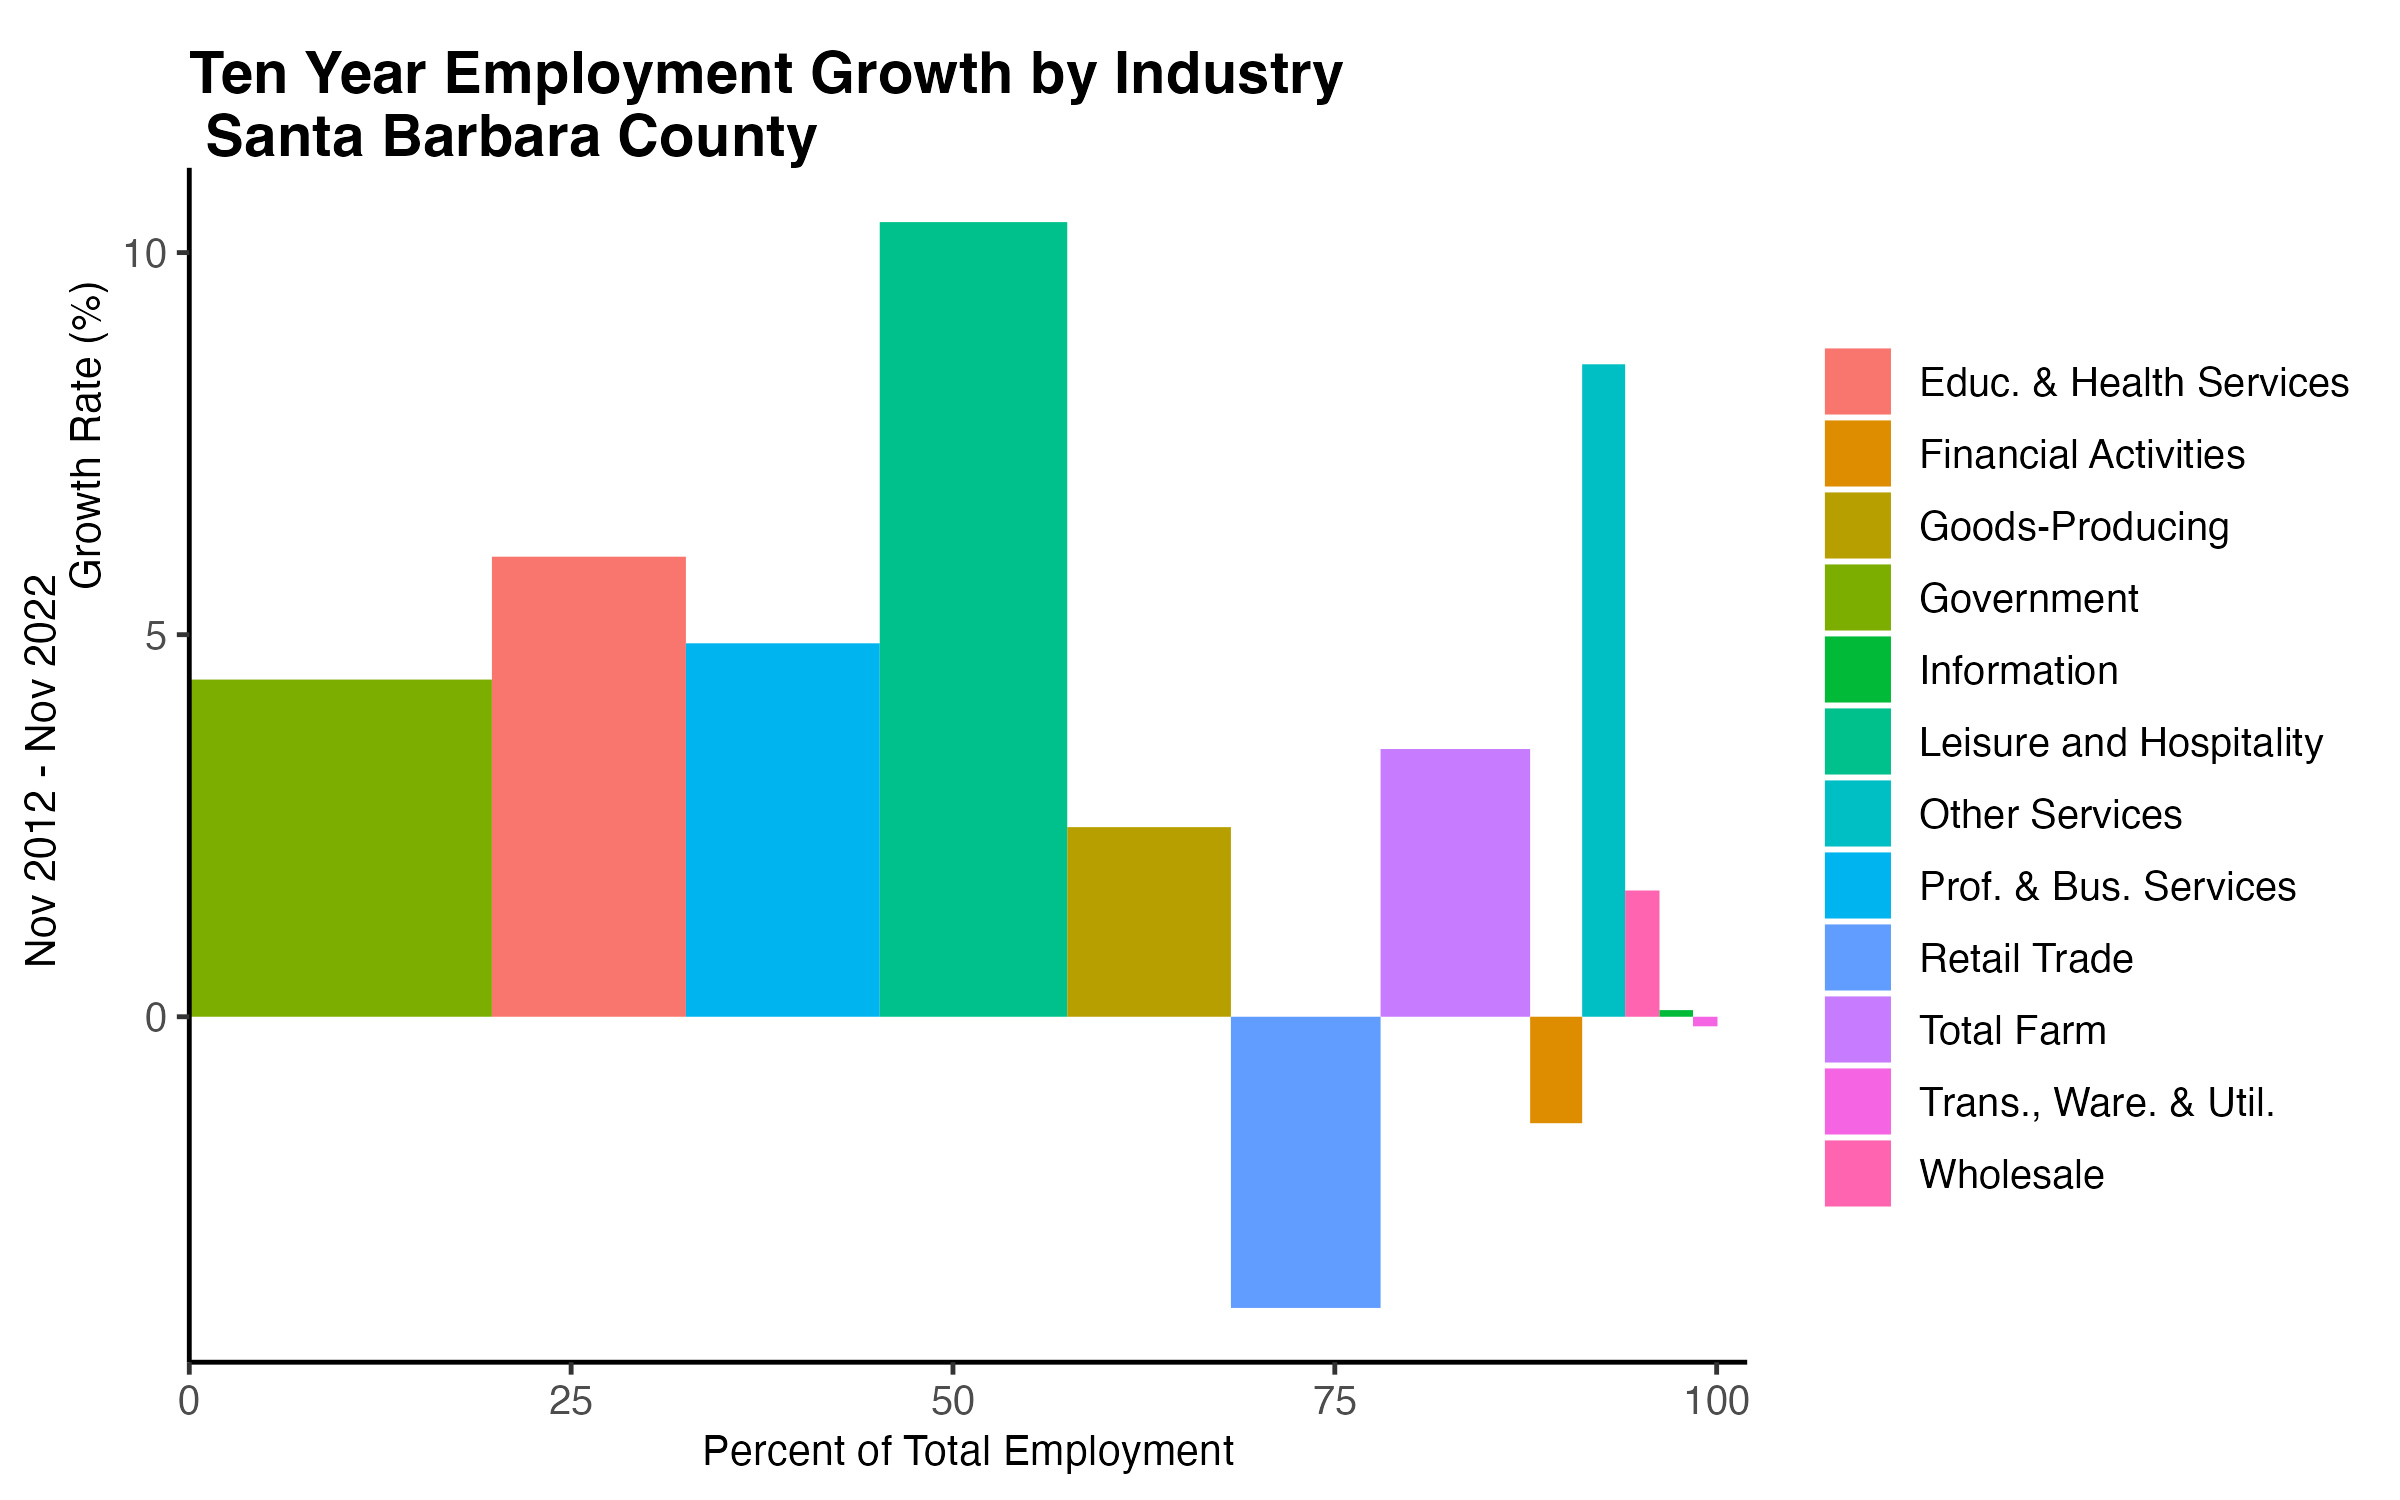 Ten Year Employment Growth by Industry
Santa Barbara County
Nov 2012 - Nov 2022
Growth Rate (%)
10
5
0
0
25
50
75
100
Percent of Total Employment
Educ. & Health Services
Financial Activities
Goods-Producing
Government
Information
Leisure and Hospitality
Other Services
Prof. & Bus. Services
Retail Trade
Total Farm
Trans., Ware. & Util.
Wholesale